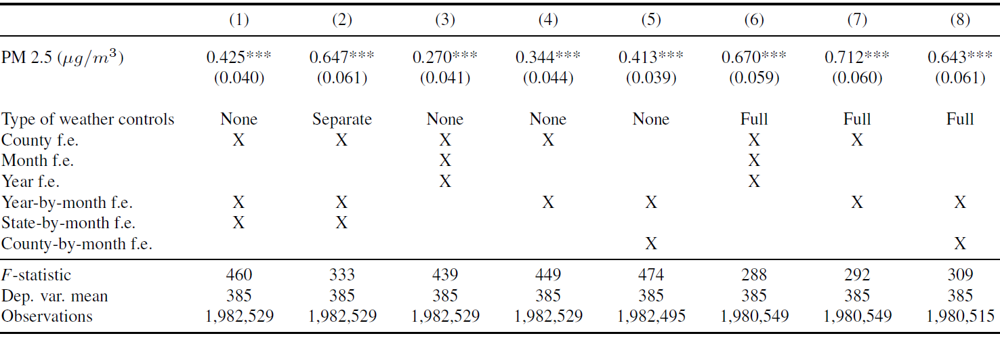 (1) (2) (3) (4) (5) (6) (7) (8)
PM 2.5 (μg/m³) 0.425*** 0.647*** 0.270*** 0.344*** 0.413*** 0.670*** 0.712*** 0.643***
(0.040) (0.061) (0.041) (0.044) (0.039) (0.059) (0.060) (0.061)
Type of weather controls None Separate None None None Full Full Full
County f.e. X X X X X X
Month f.e. X X
Year f.e. X X
Year-by-month f.e. X X X X X X
State-by-month f.e. X X
County-by-month f.e. X X
F-statistic 460 333 439 449 474 288 292 309
Dep. var. mean 385 385 385 385 385 385 385 385
Observations 1,982,529 1,982,529 1,982,529 1,982,529 1,982,495 1,980,549 1,980,549 1,980,515